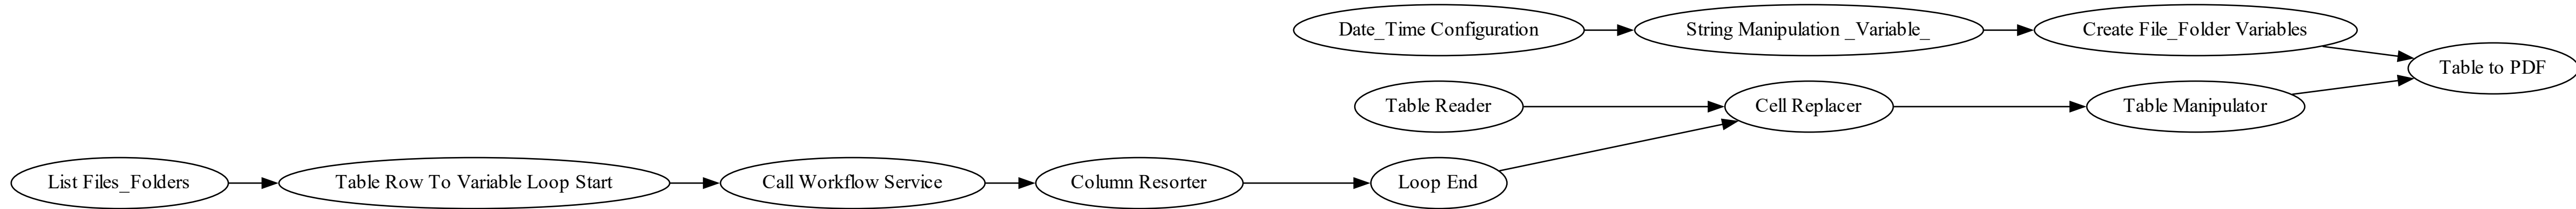 Date_Time Configuration
String Manipulation _Variable_
Create File_Folder Variables
Table to PDF
Table Reader
Cell Replacer
Table Manipulator
List Files_Folders
Table Row To Variable Loop Start
Call Workflow Service
Column Resorter
Loop End